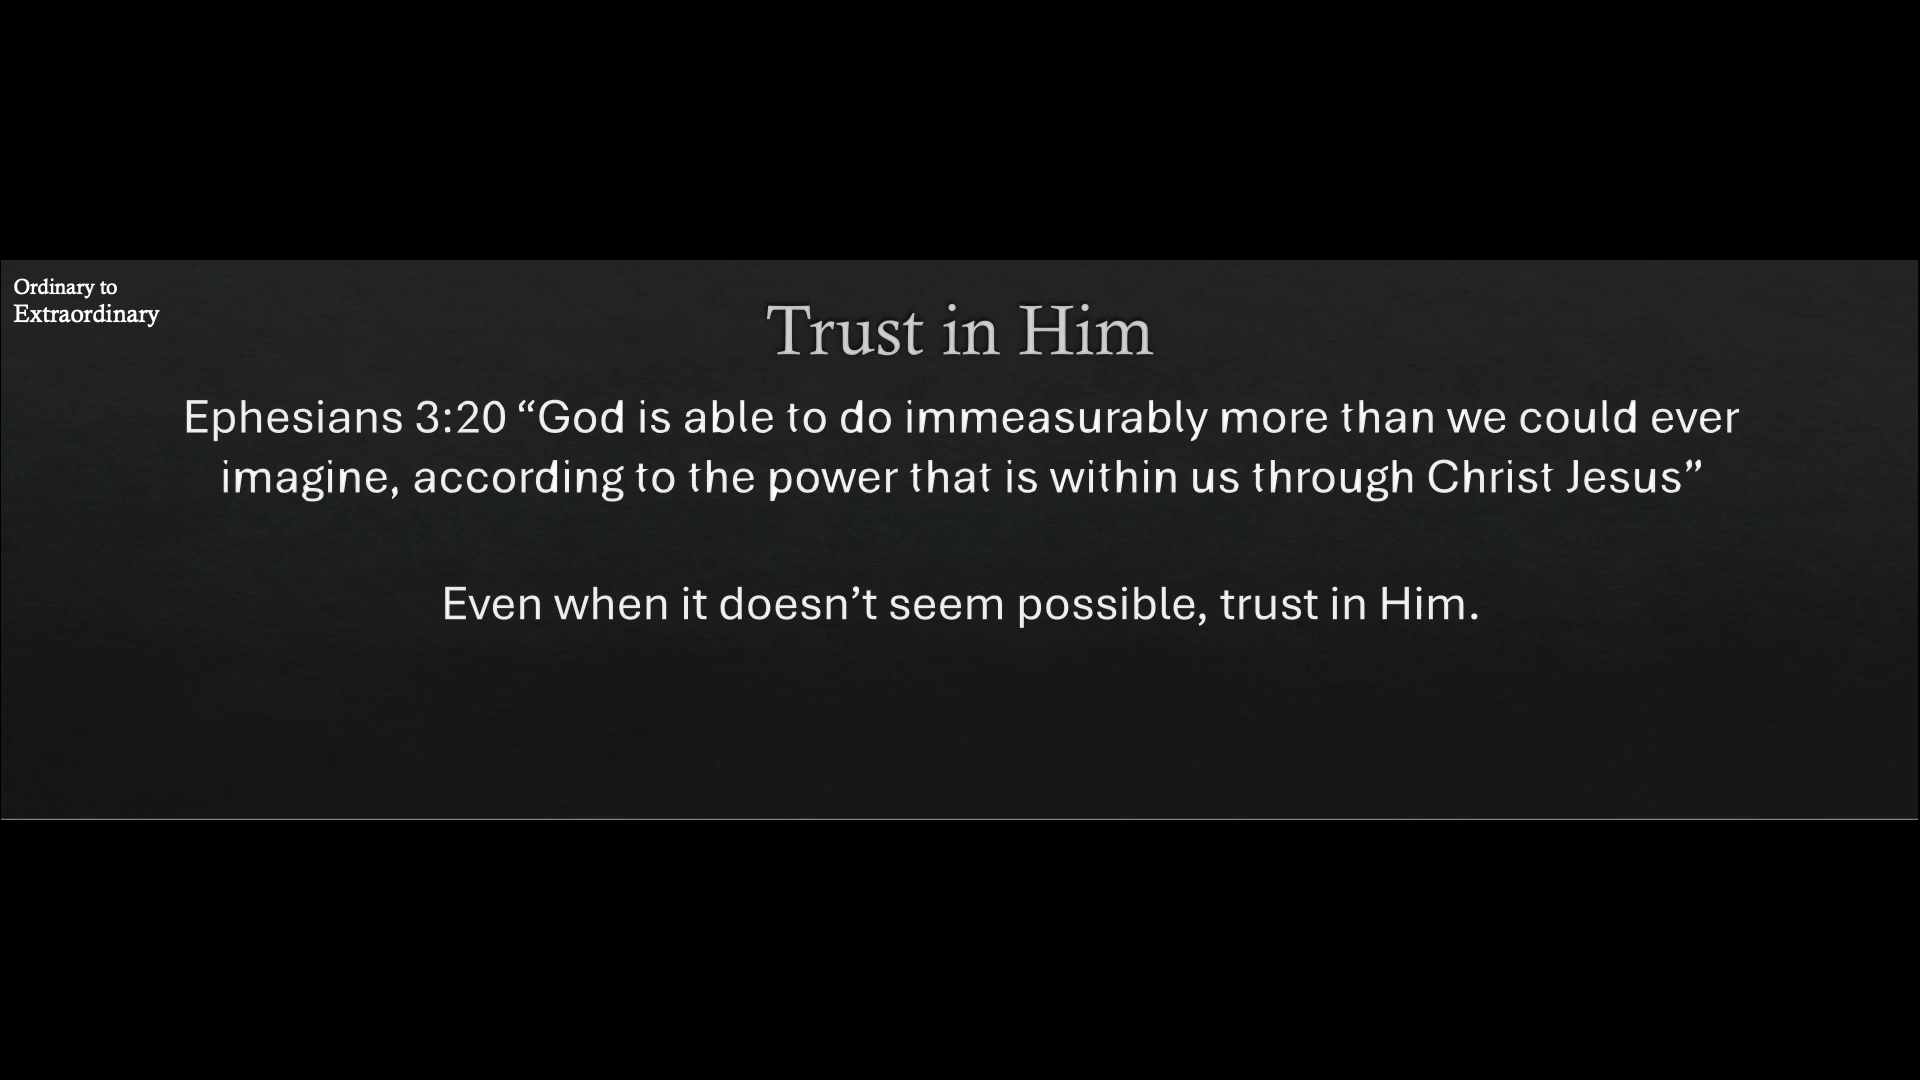 Ordinary to
Extraordinary
Trust in Him
Ephesians 3:20 “God is able to do immeasurably more than we could ever
imagine, according to the power that is within us through Christ Jesus”
Even when it doesn’t seem possible, trust in Him.